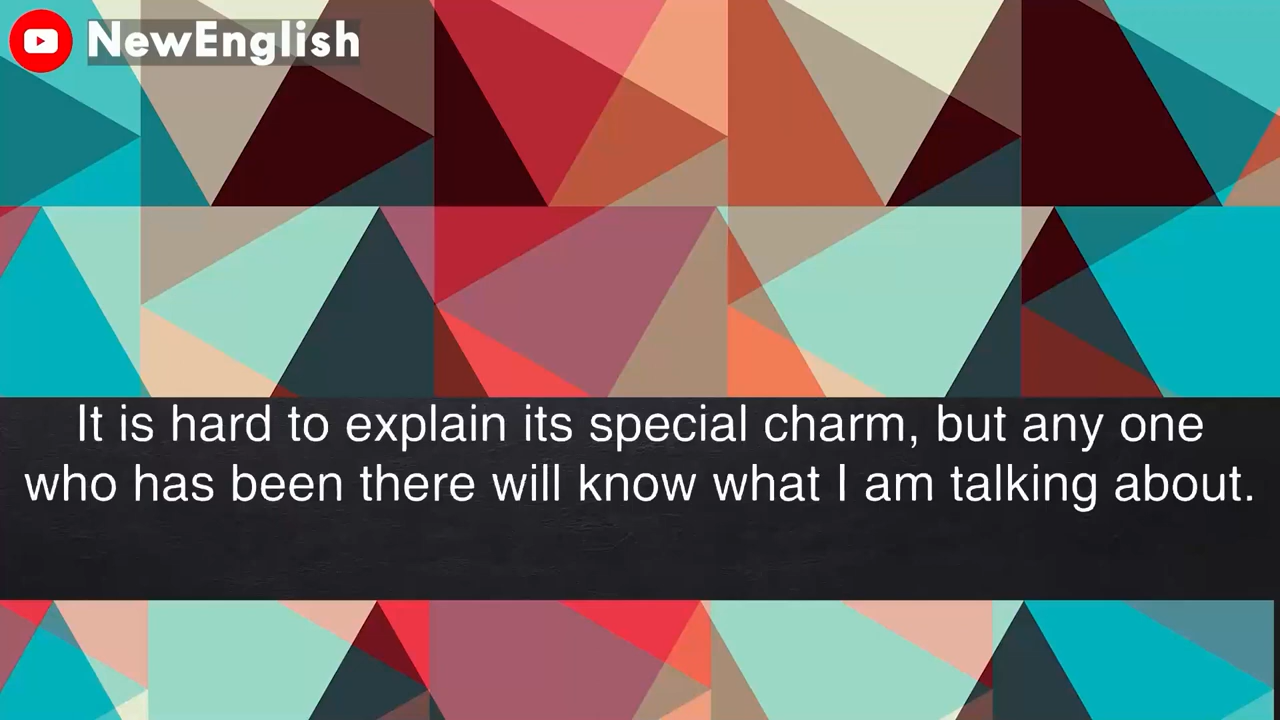 NewEnglish
It is hard to explain its special charm, but any one
who has been there will know what I am talking about.